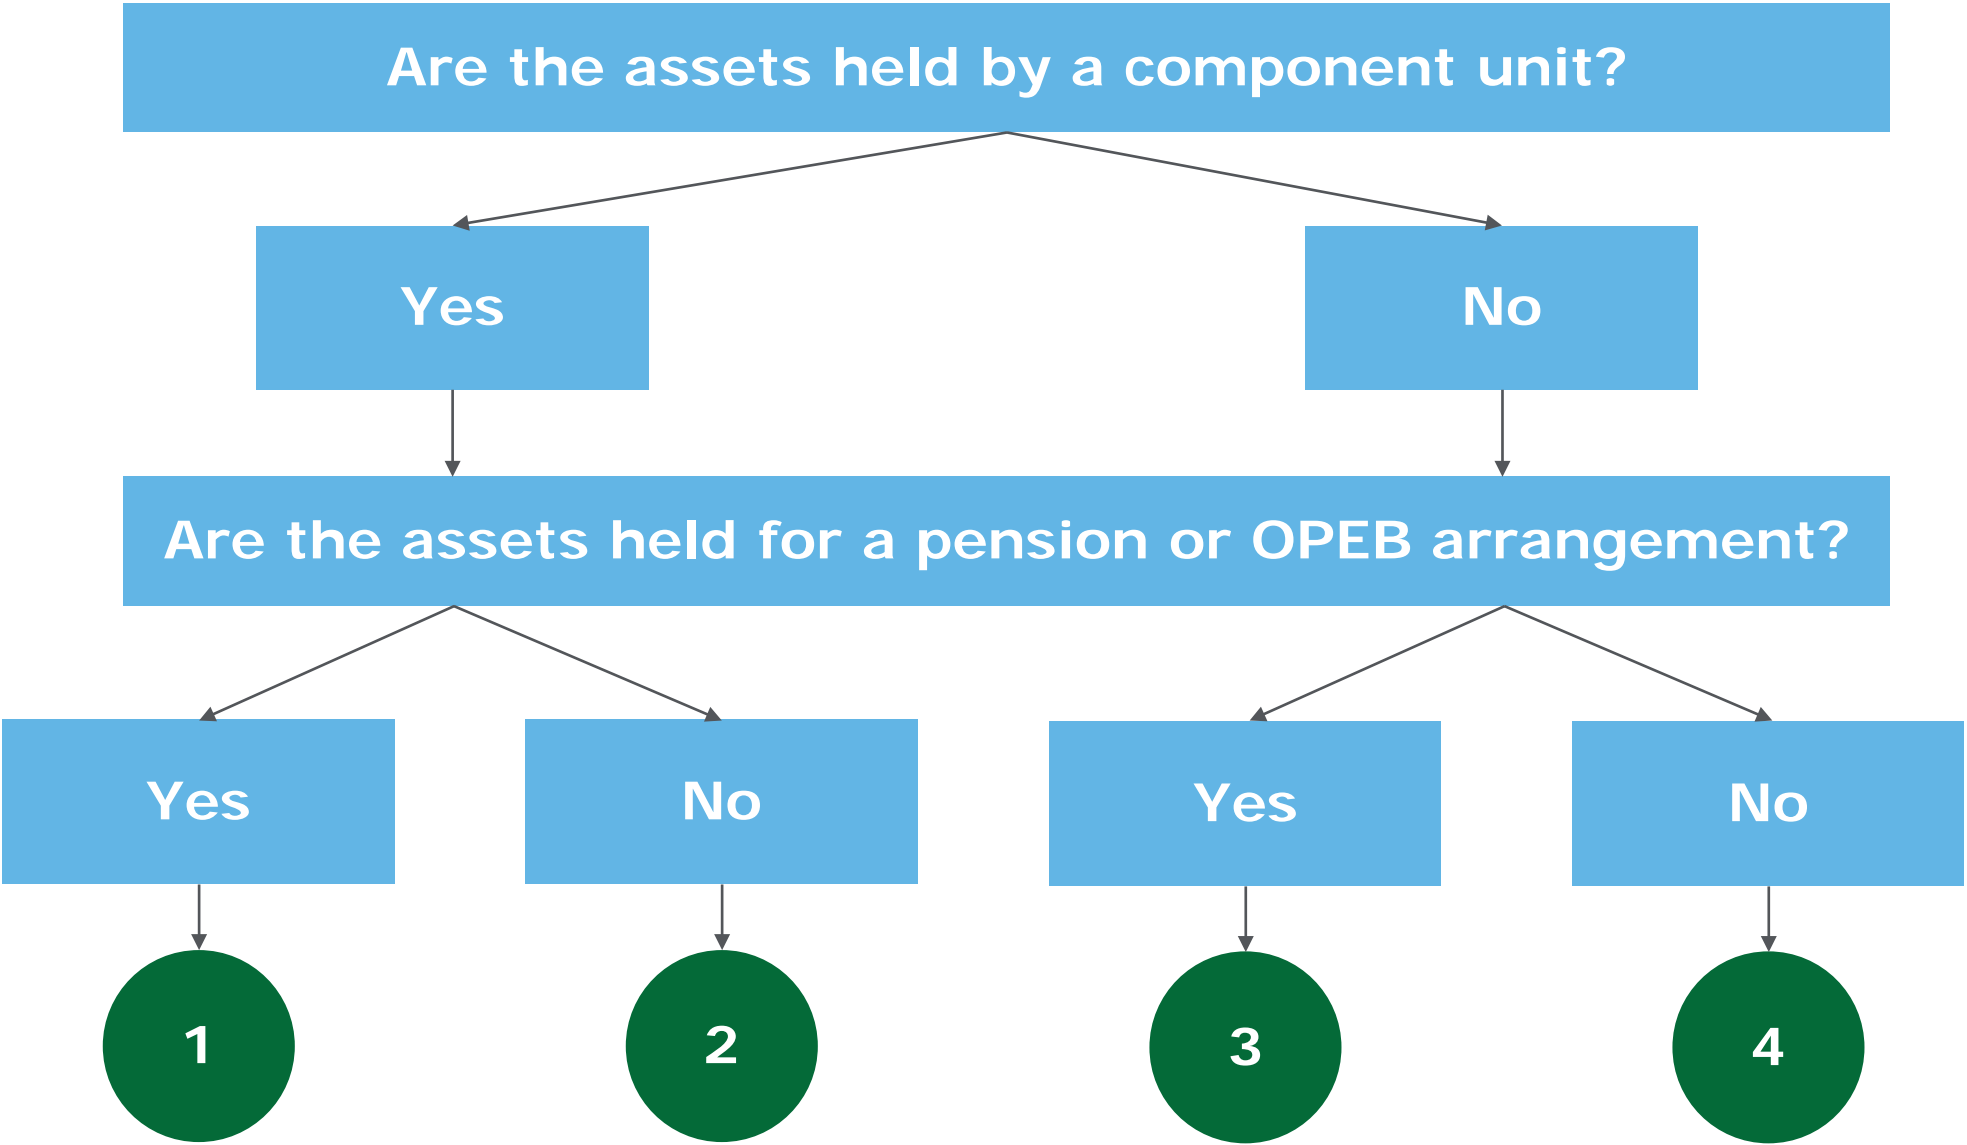 Are the assets held by a component unit?
Yes
No
Are the assets held for a pension or OPEB arrangement?
Yes
No
Yes
No
1
2
3
4